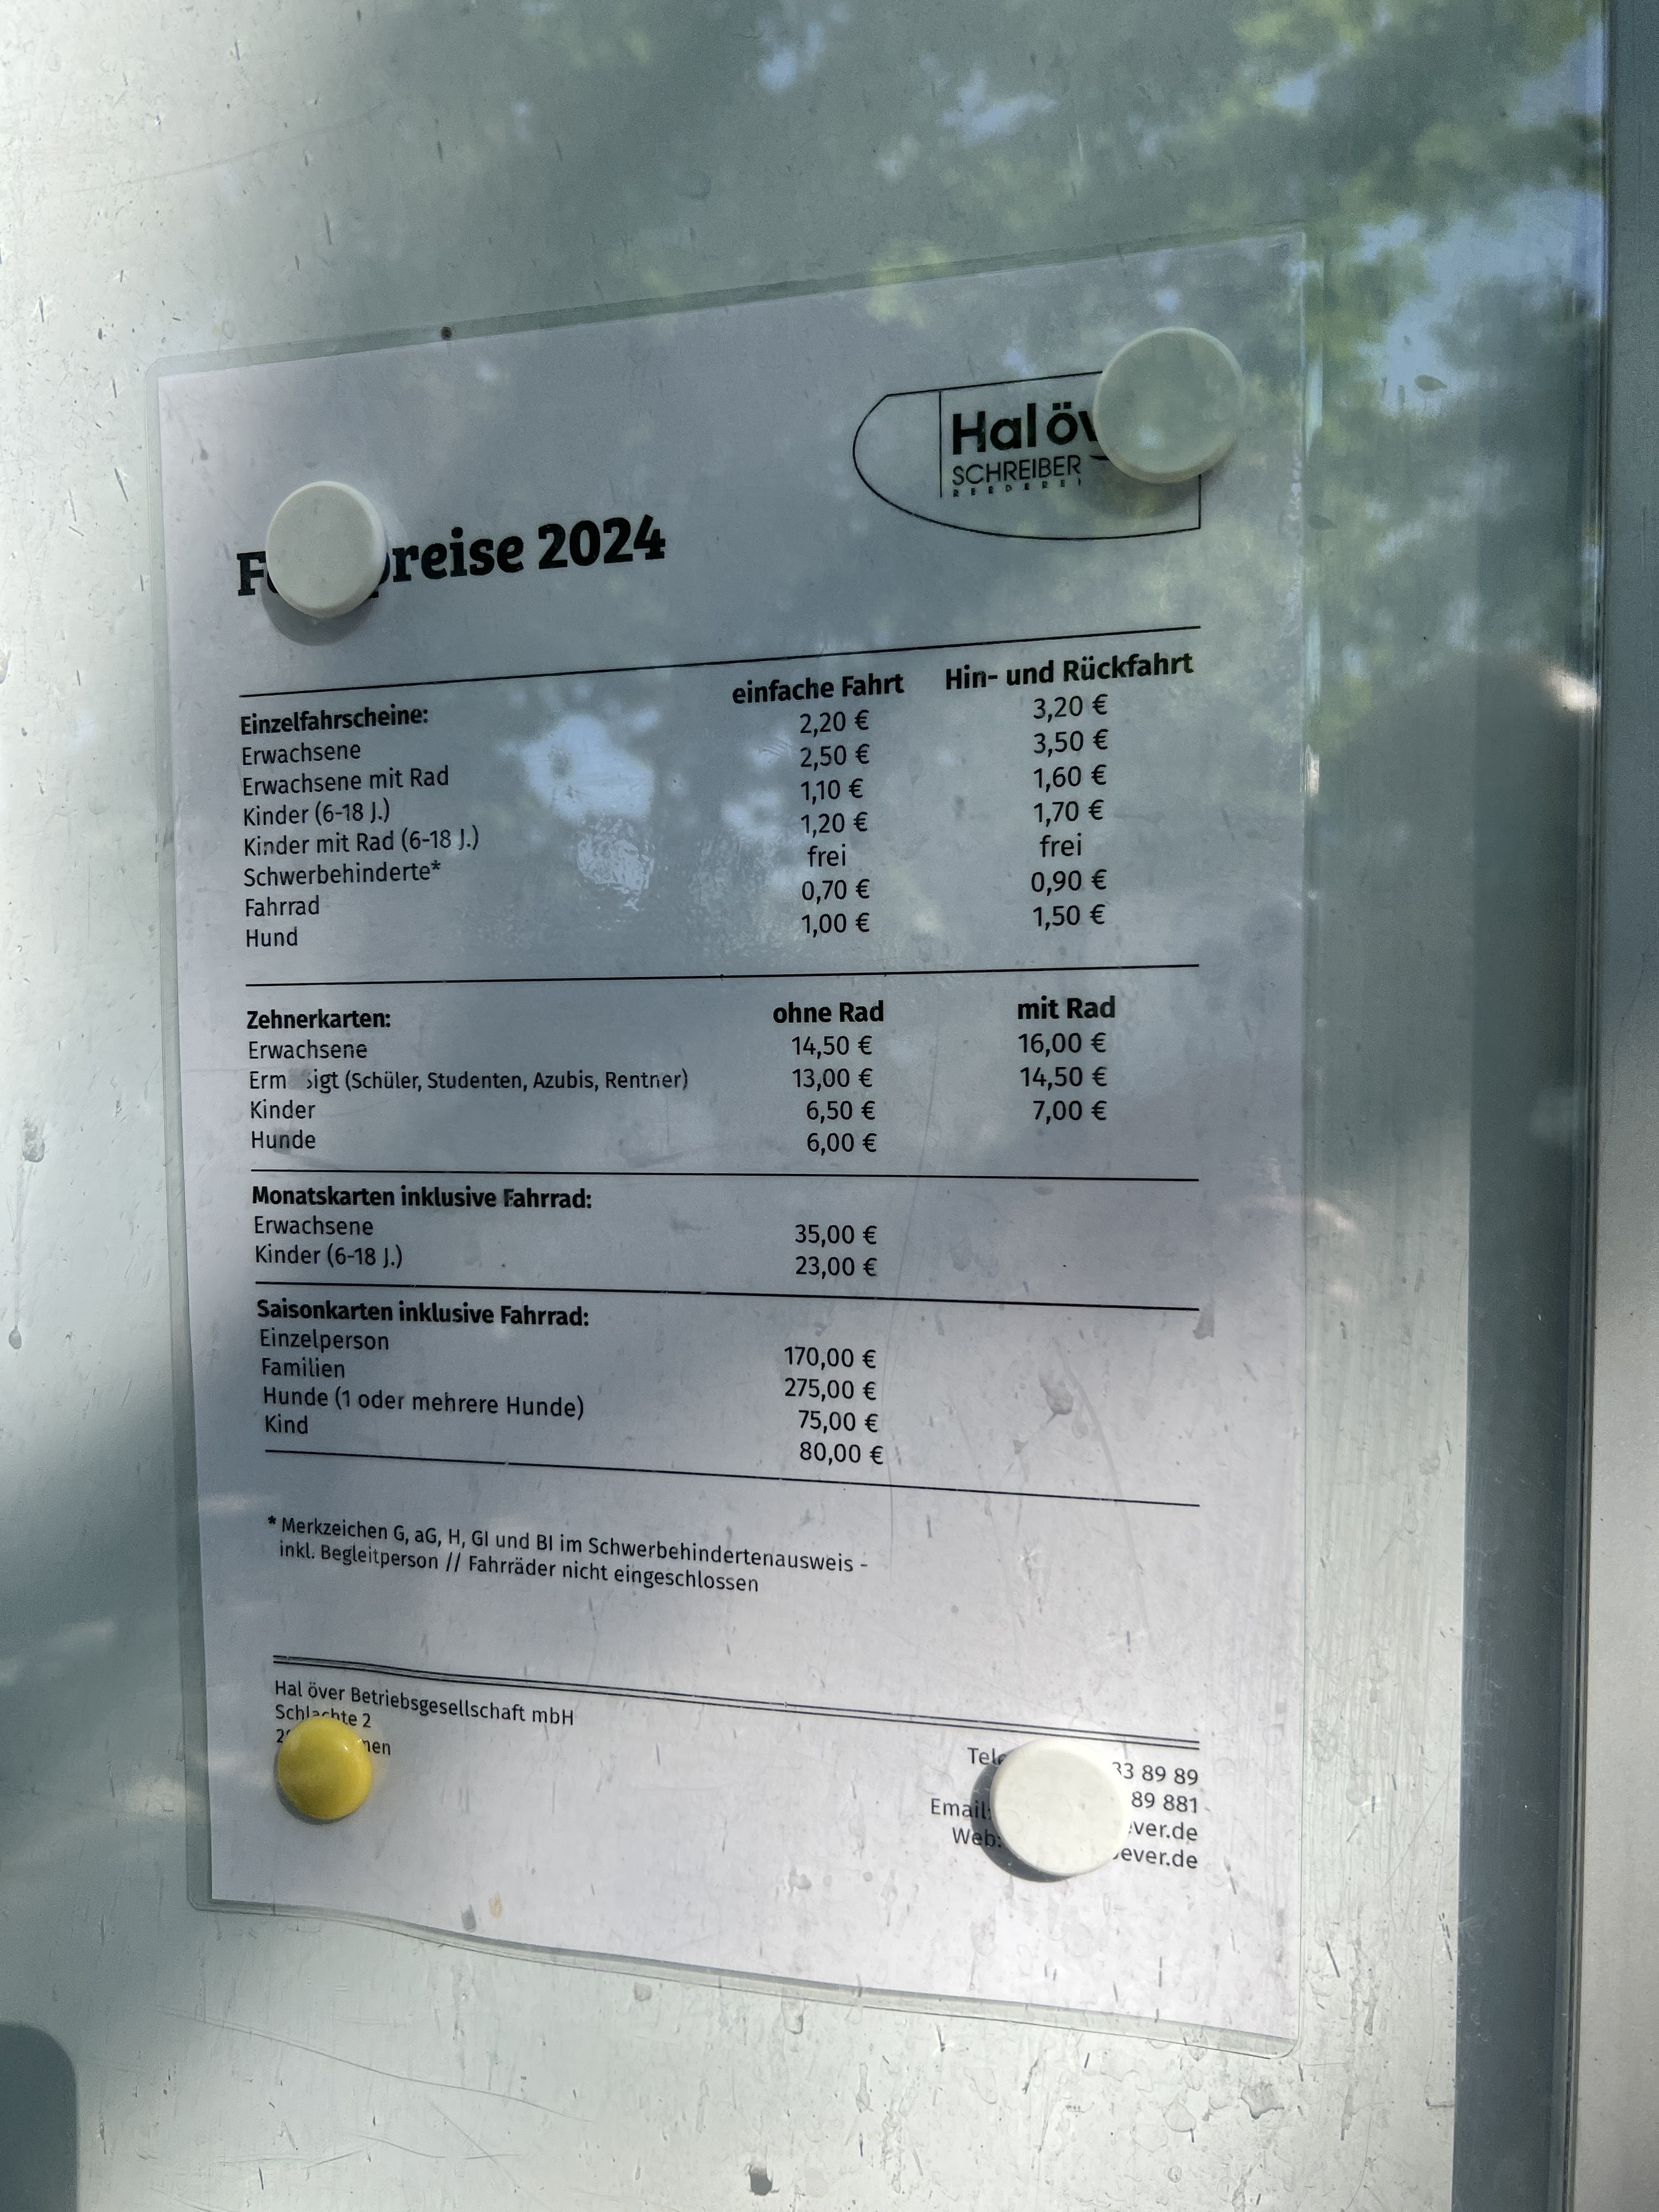 Hal
SCHREIBER
REEDEREI
2024
einfache Fahrt Hin- und Rückfahrt
Einzelfahrscheine:
Erwachsene 2,20 € 3,20 €
Erwachsene mit Rad 2,50 € 3,50 €
Kinder (6-18 J.) 1,10 € 1,60 €
Kinder mit Rad (6-18 J.) 1,20 € 1,70 €
Schwerbehinderte* frei frei
Fahrrad 0,70 € 0,90 €
Hund 1,00 € 1,50 €
Zehnerkarten: ohne Rad mit Rad
Erwachsene 14,50 € 16,00 €
(Schüler, Studenten, Azubis, Rentner) 13,00 € 14,50 €
Kinder 6,50 € 7,00 €
Hunde 6,00 €
Monatskarten inklusive Fahrrad:
Erwachsene 35,00 €
Kinder (6-18 J.) 23,00 €
Saisonkarten inklusive Fahrrad:
Einzelperson 170,00 €
Familien 275,00 €
Hunde (1 oder mehrere Hunde) 75,00 €
Kind 80,00 €
* Merkzeichen G, aG, H, GI und BI im Schwerbehindertenausweis -
inkl. Begleitperson // Fahrräder nicht eingeschlossen
Hal över Betriebsgesellschaft mbH
Schlachte 2
89 89
89 881
Email:
Web: